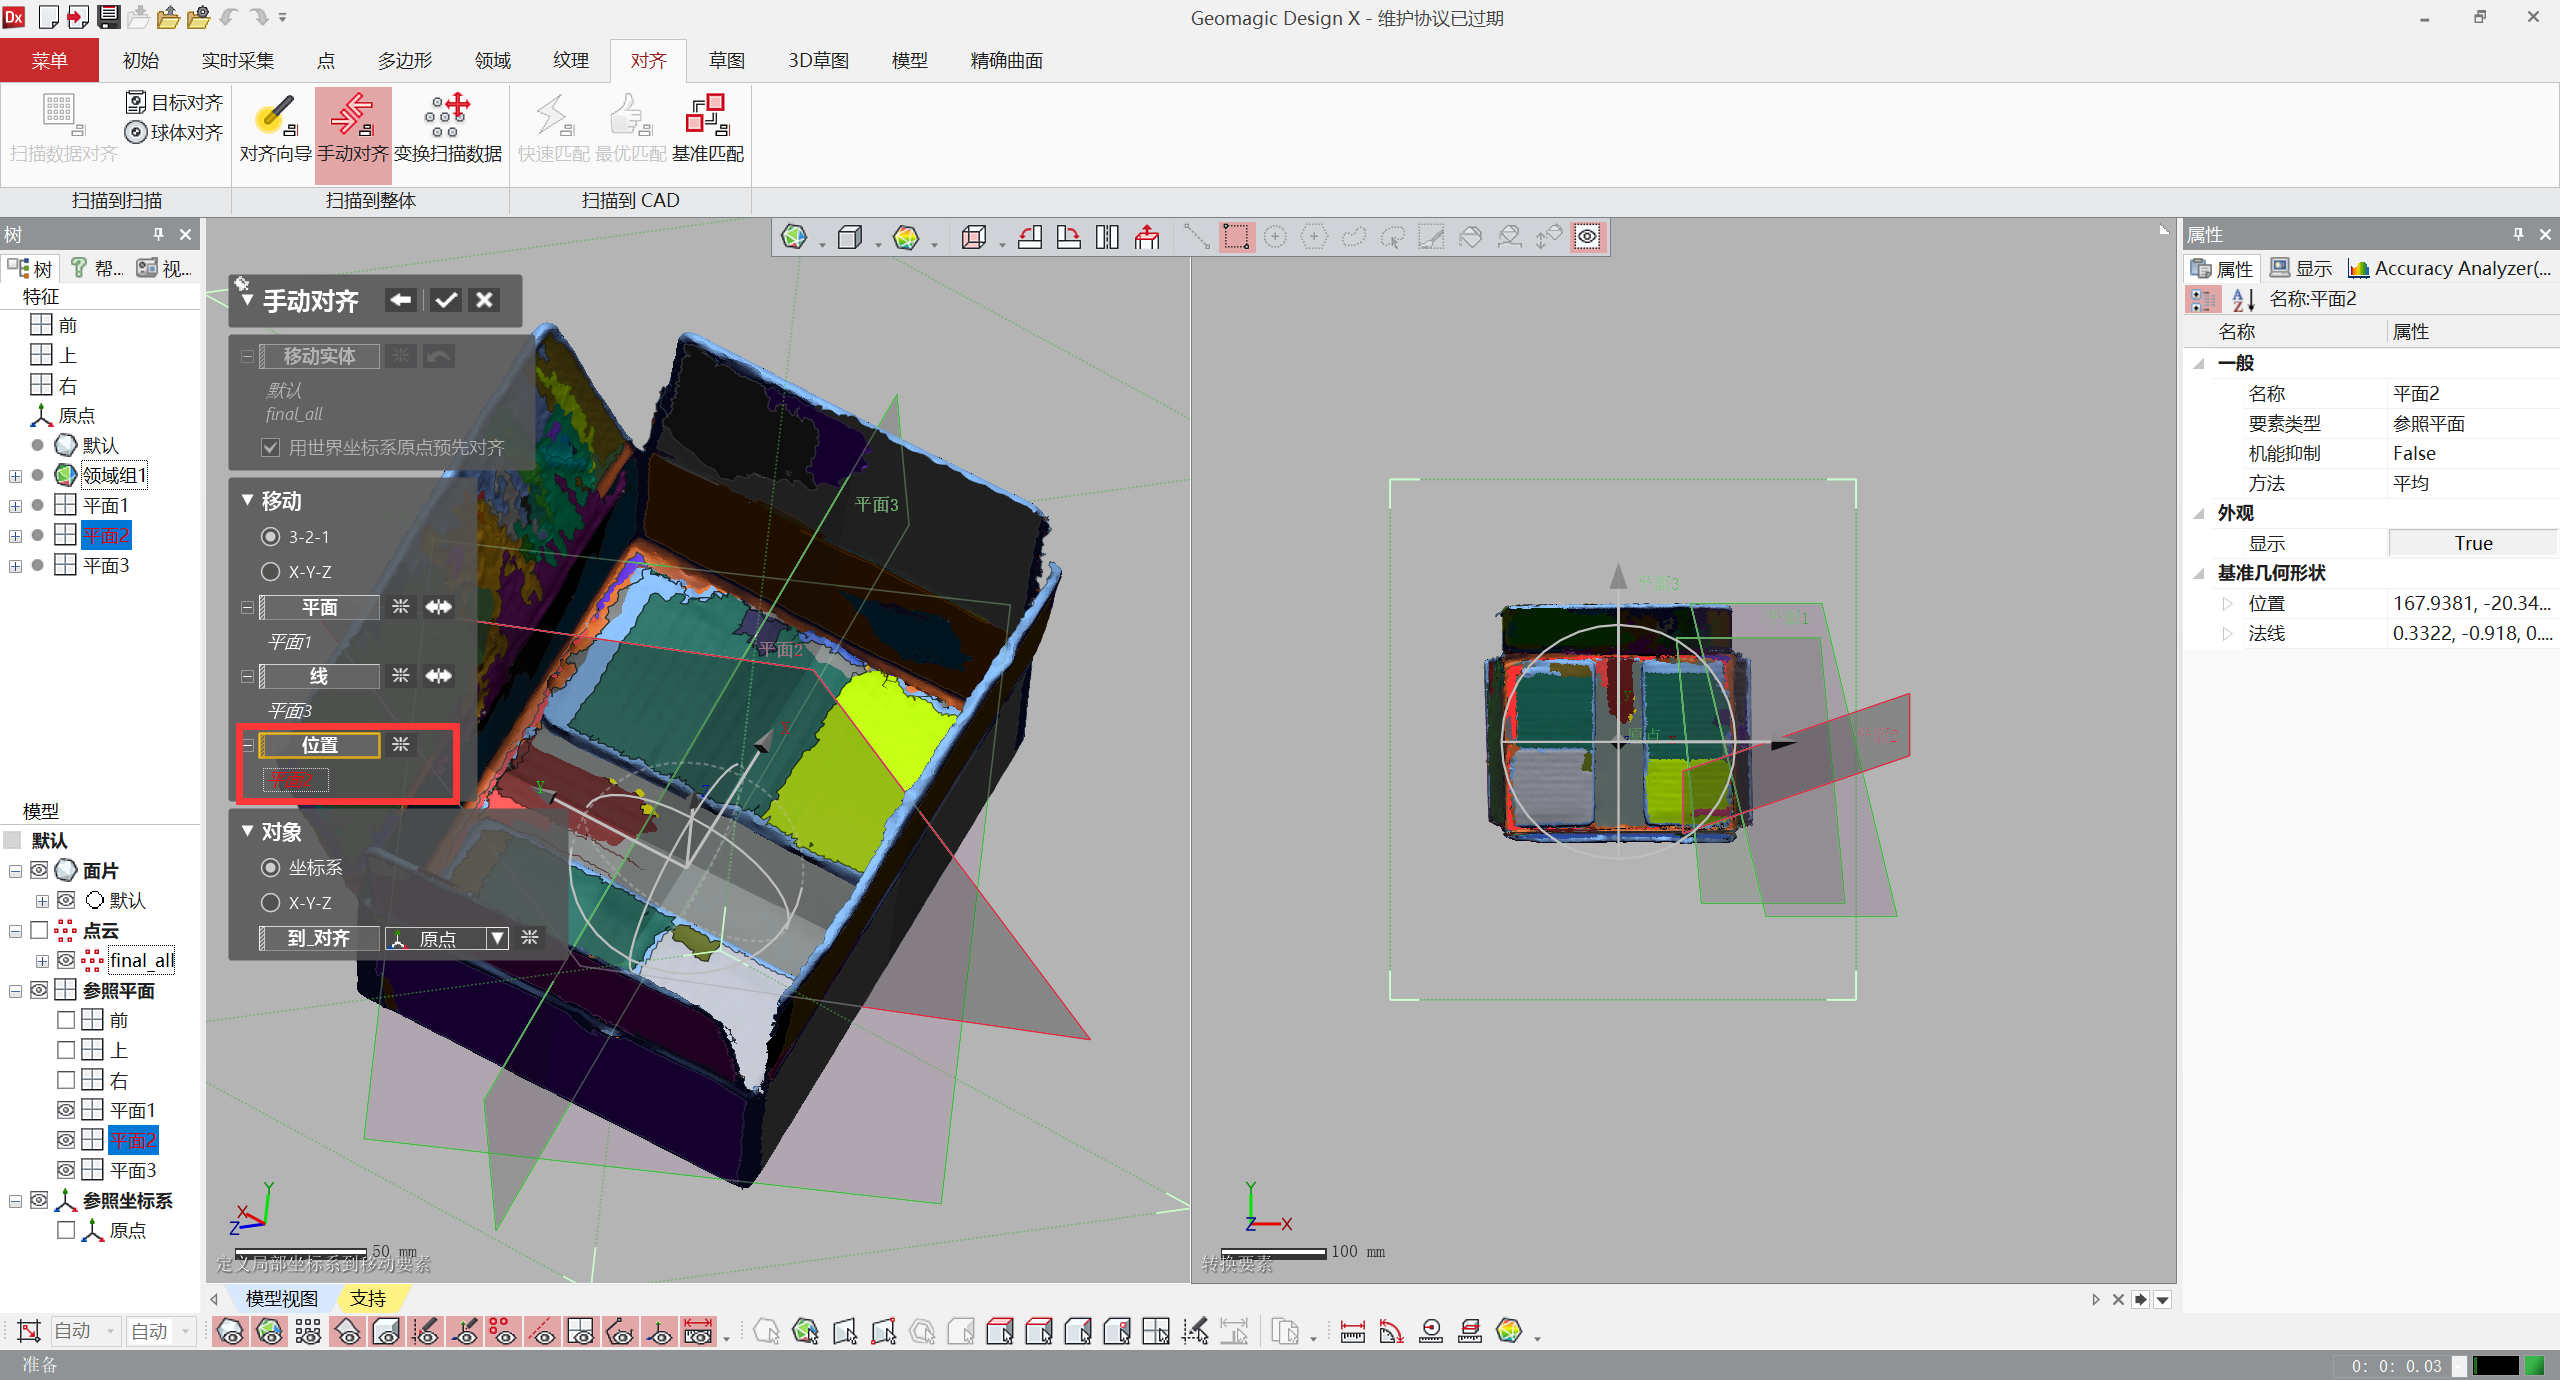 Dx
Geomagic Design X - 维护协议已过期
菜单 初始 实时采集 点 多边形 领域 纹理 对齐 草图 3D草图 模型 精确曲面
扫描数据对齐 目标对齐 球体对齐 对齐向导 手动对齐 变换扫描数据 快速匹配 最优匹配 基准匹配
扫描到扫描 扫描到整体 扫描到 CAD
树
树 帮... 视...
特征
前
上
右
原点
默认
领域组1
平面1
平面2
平面3
模型
默认
面片
默认
点云
final_all
参照平面
前
上
右
平面1
平面2
平面3
参照坐标系
原点
手动对齐
移动实体
默认
final_all
用世界坐标系原点预先对齐
移动
3-2-1
X-Y-Z
平面
平面1
线
平面3
位置
平面2
对象
坐标系
X-Y-Z
到_对齐 原点
平面3
平面2
X
Y
Z
Y
X
Z
50 mm
定义局部坐标系到移动要素
平面3
平面1
原点
平面2
Y
Z X
100 mm
转换要素
属性
属性 显示 Accuracy Analyzer(...
名称:平面2
名称 属性
一般
名称 平面2
要素类型 参照平面
机能抑制 False
方法 平均
外观
显示 True
基准几何形状
位置 167.9381, -20.34...
法线 0.3322, -0.918, 0....
模型视图 支持
自动 自动
准备
0: 0: 0.03